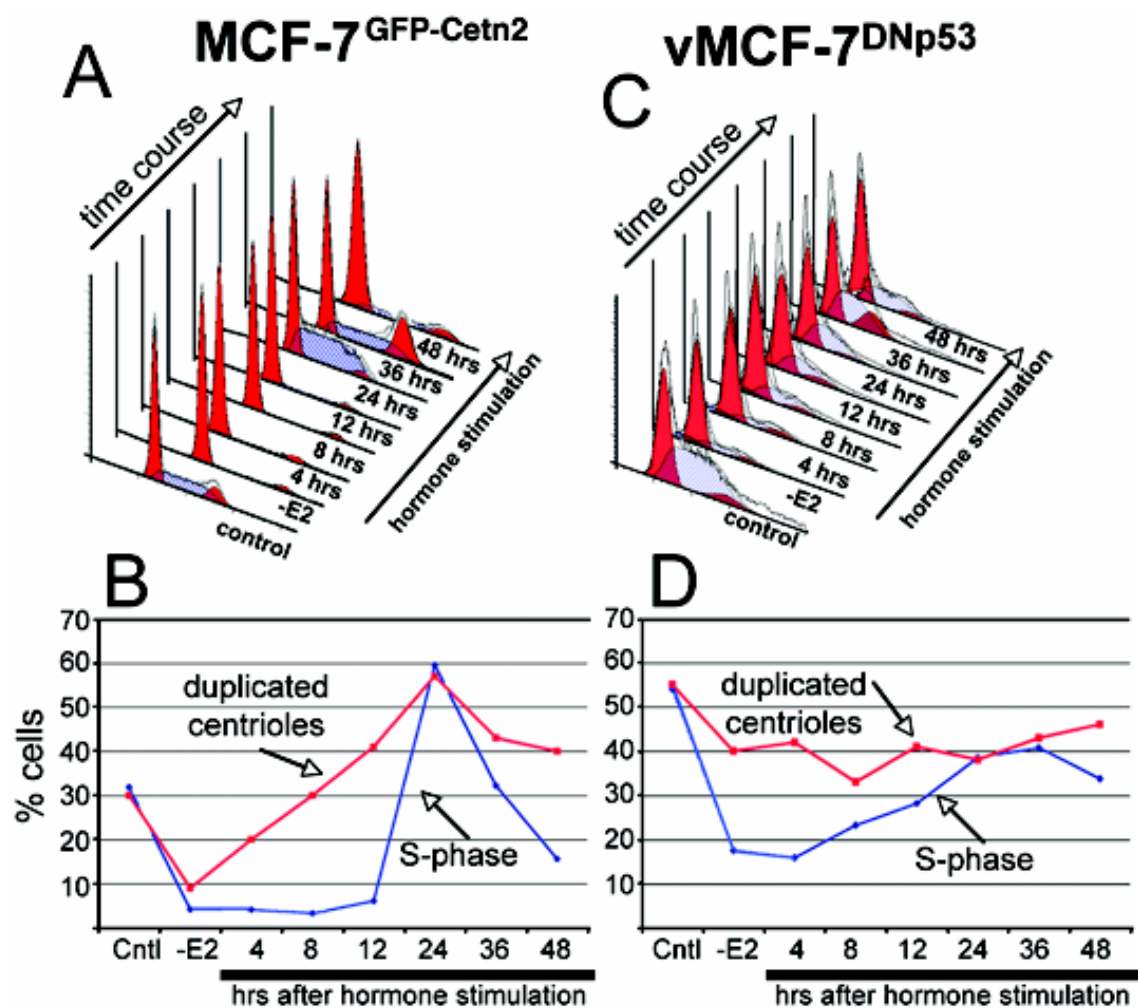 MCF-7GFP-Cetn2
vMCF-7DNp53
A
time course
48 hrs
36 hrs
24 hrs
12 hrs
8 hrs
4 hrs
-E2
control
hormone stimulation
C
time course
48 hrs
36 hrs
24 hrs
12 hrs
8 hrs
4 hrs
-E2
control
hormone stimulation
B
% cells
70
60
50
40
30
20
10
duplicated
centrioles
S-phase
Cntl -E2 4 8 12 24 36 48
hrs after hormone stimulation
D
70
60
50
40
30
20
10
duplicated
centrioles
S-phase
Cntl -E2 4 8 12 24 36 48
hrs after hormone stimulation